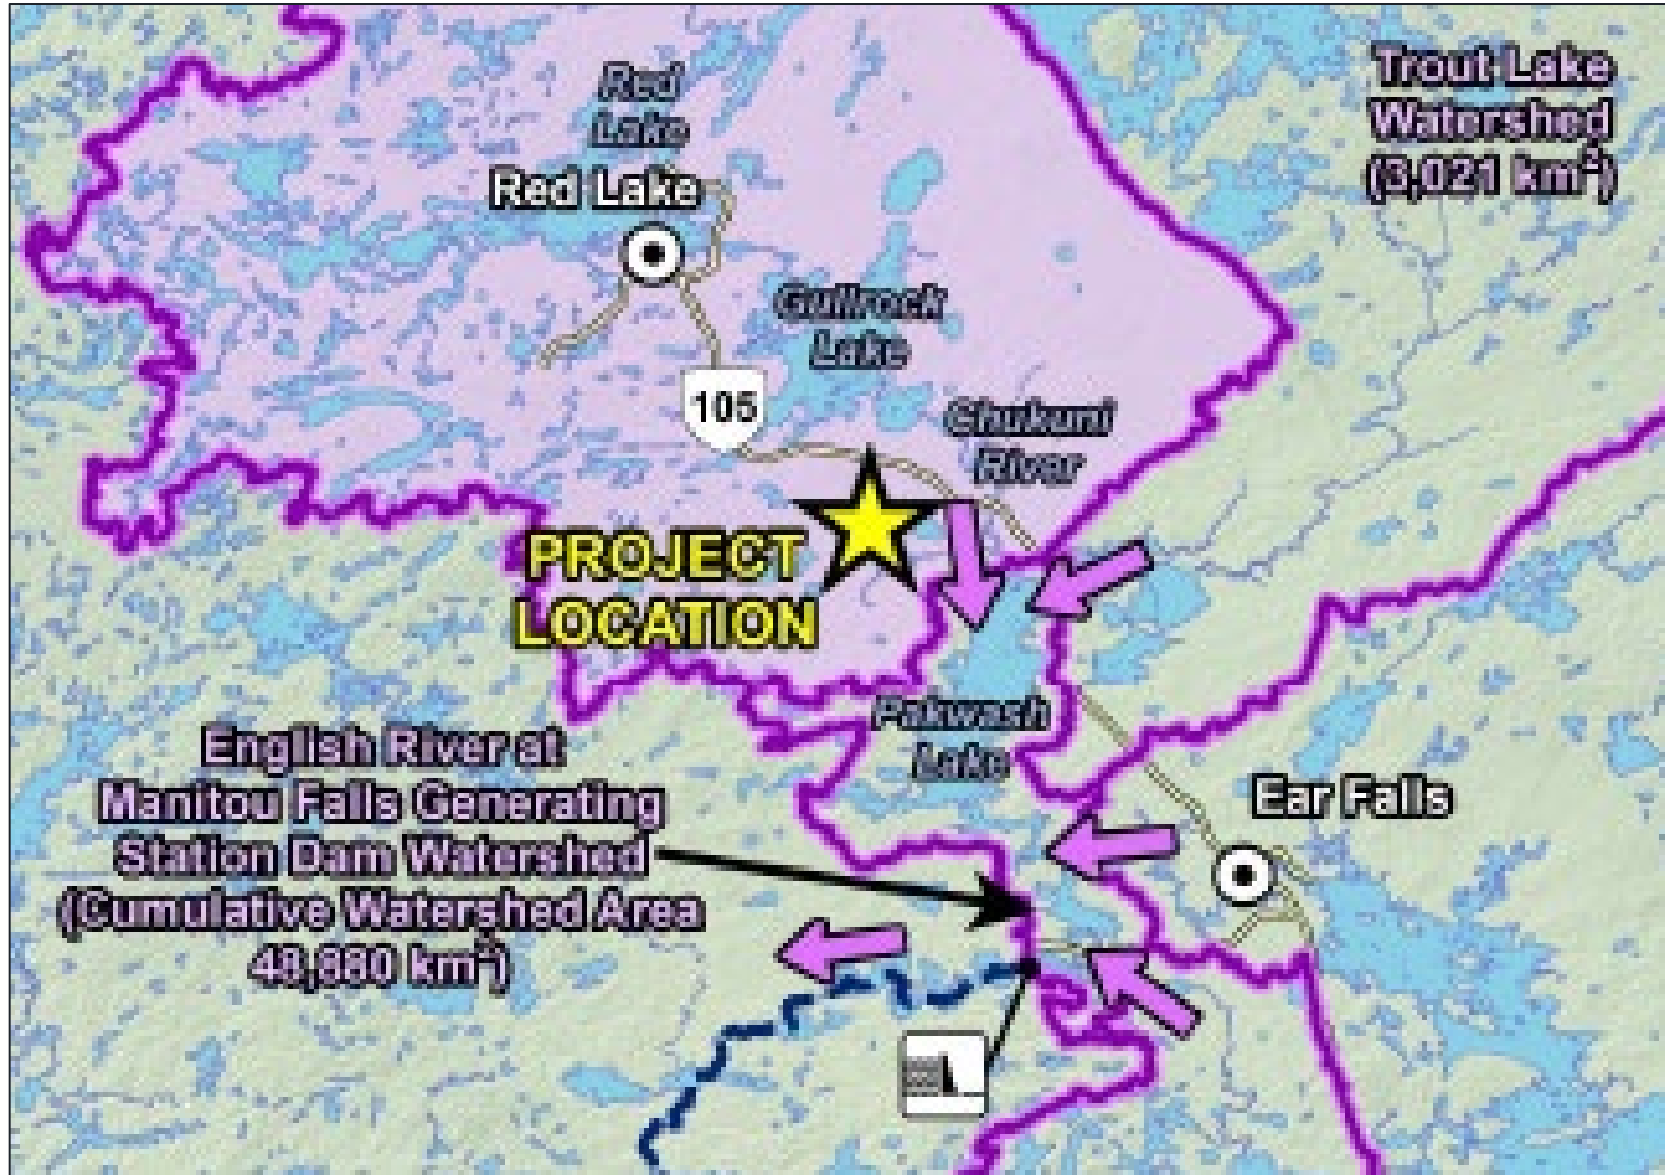 Red
Lake
Red Lake
Trout Lake
Watershed
(3,021 km²)
Gullrock
Lake
105
Chukuni
River
PROJECT
LOCATION
Pakwash
Lake
English River at
Manitou Falls Generating
Station Dam Watershed
(Cumulative Watershed Area
48,980 km²)
Ear Falls